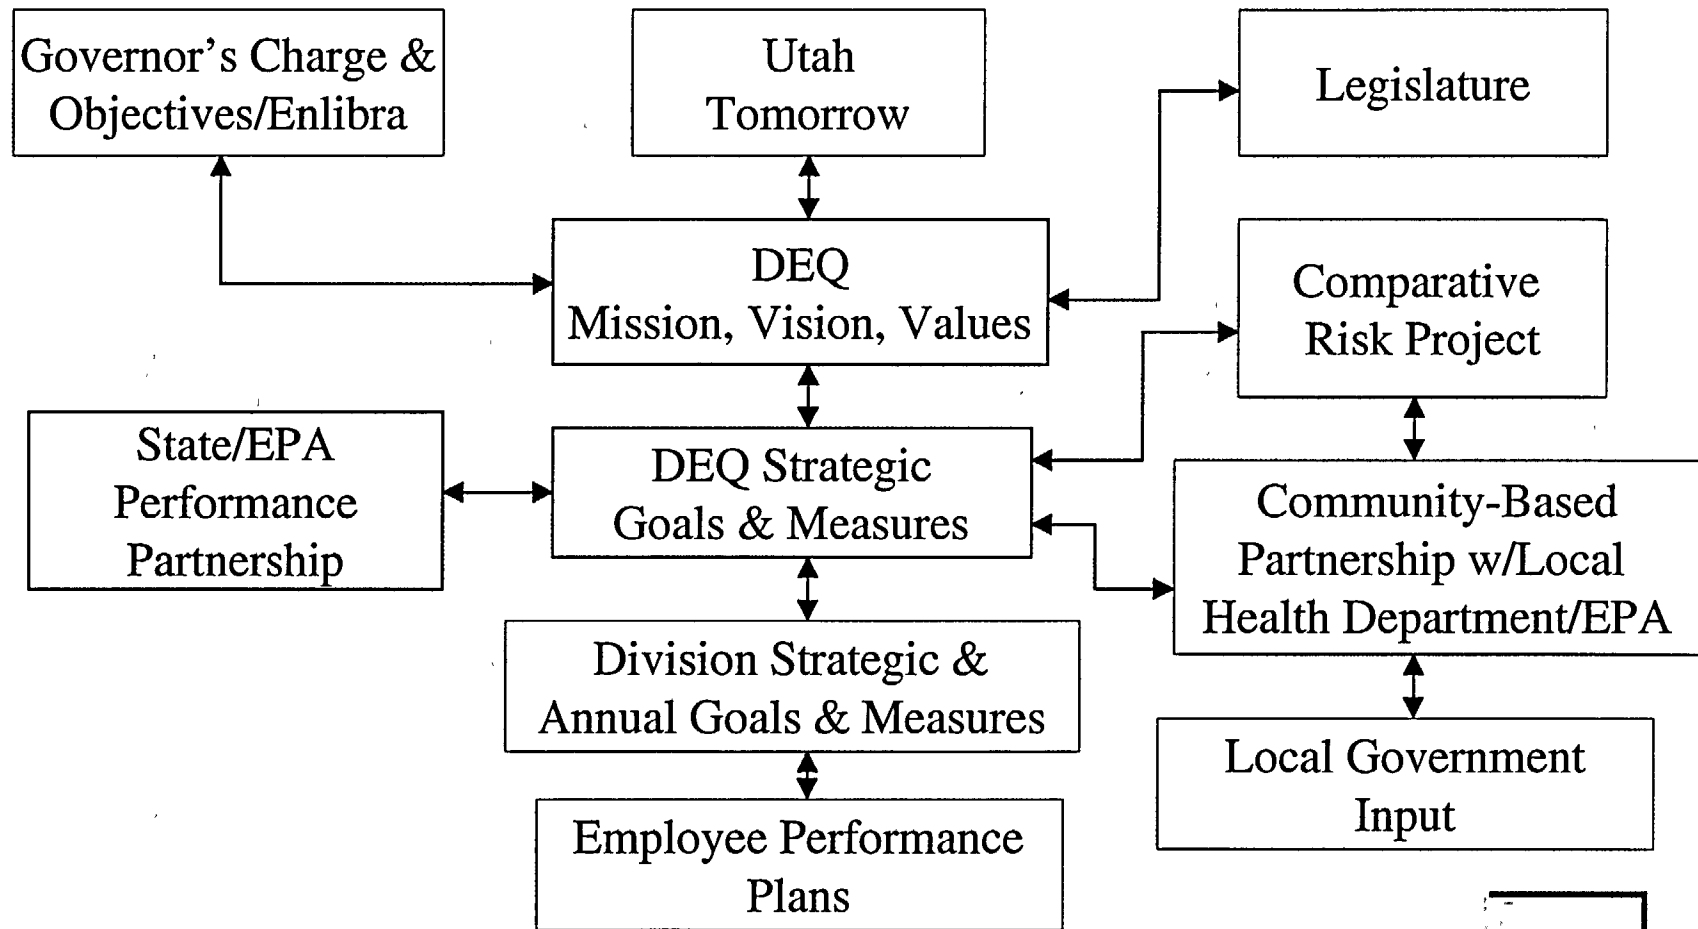 Governor's Charge &
Objectives/Enlibra
Utah
Tomorrow
Legislature
DEQ
Mission, Vision, Values
Comparative
Risk Project
State/EPA
Performance
Partnership
DEQ Strategic
Goals & Measures
Community-Based
Partnership w/Local
Health Department/EPA
Division Strategic &
Annual Goals & Measures
Local Government
Input
Employee Performance
Plans